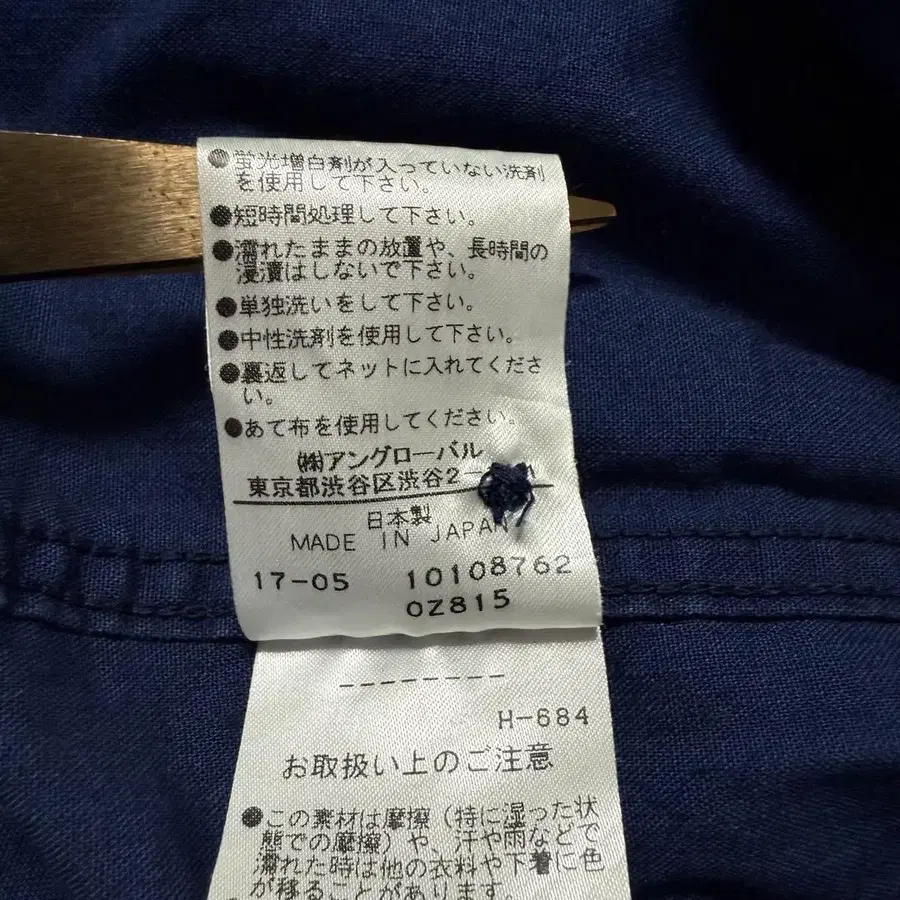 ●蛍光増白剤が入っていない洗剤
を使用して下さい。
●短時間処理して下さい。
●濡れたままの放置や、長時間の
浸漬はしないで下さい。
●単独洗いをして下さい。
●中性洗剤を使用して下さい。
●裏返してネットに入れてくださ
い。
●あて布を使用してください。
㈱アングローバル
東京都渋谷区渋谷2-
日本製
MADE IN JAPAN
17-05 10108762
OZ815
--------
H-684
お取扱い上のご注意
●この素材は摩擦（特に湿った状
態での摩擦）や、汗や雨などで
濡れた時は他の衣料や下着に色
が移ることがあります。